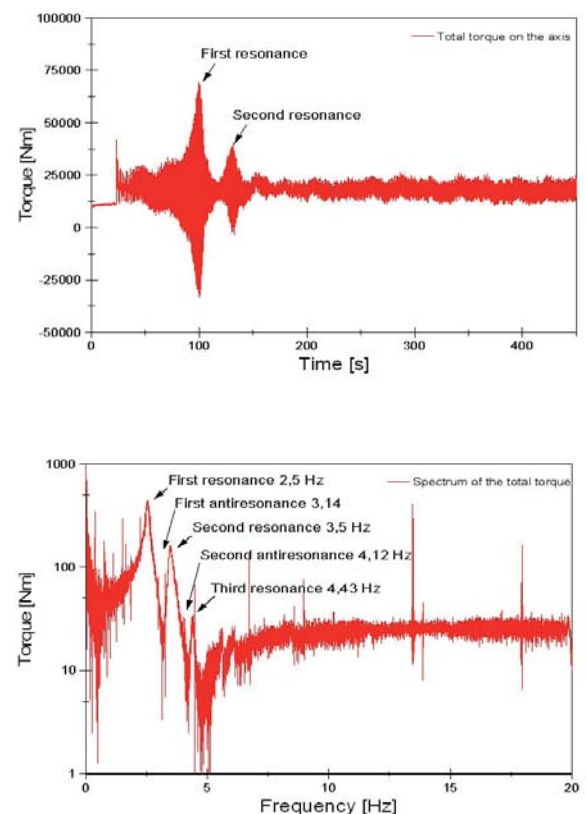 100000
Total torque on the axis
First resonance
75000
Second resonance
50000
Torque [Nm]
25000
0
-25000
-50000
0 100 200 300 400
Time [s]
1000
Spectrum of the total torque
First resonance 2,5 Hz
First antiresonance 3,14
Second resonance 3,5 Hz
100
Second antiresonance 4,12 Hz
Third resonance 4,43 Hz
Torque [Nm]
10
1
0 5 10 15 20
Frequency [Hz]